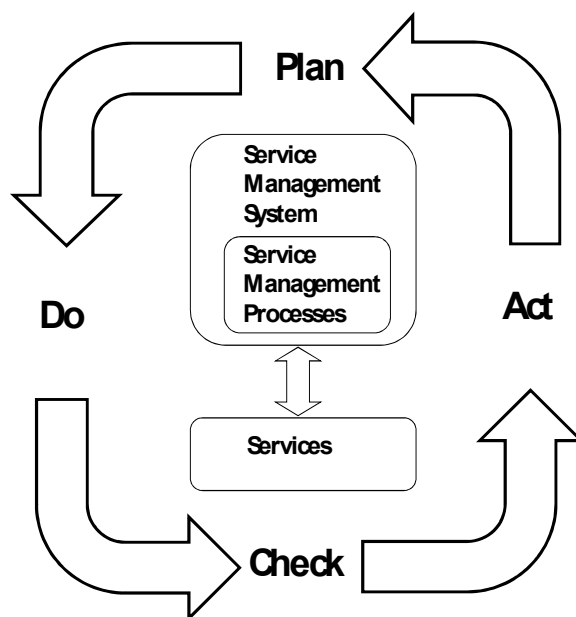 Plan
Service
Management
System
Service
Management
Processes
Do
Act
Services
Check